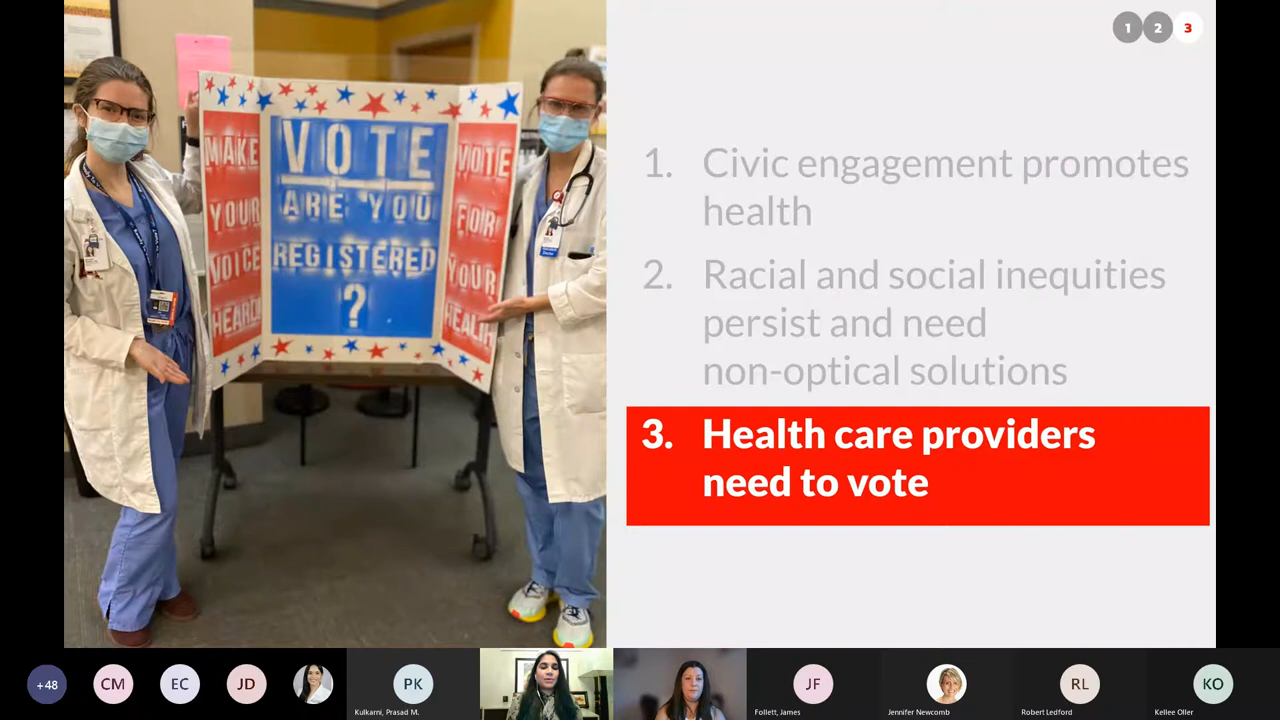 1 2 3
MAKE
YOUR
VOICE
HEARD
VOTE
ARE YOU
REGISTERED
?
VOTE
FOR
YOUR
HEALTH
1. Civic engagement promotes
health
2. Racial and social inequities
persist and need
non-optical solutions
3. Health care providers
need to vote
+48 CM EC JD PK JF RL KO
Kulkarni, Prasad M. Follett, James Jennifer Newcomb Robert Ledford Kellee Oller